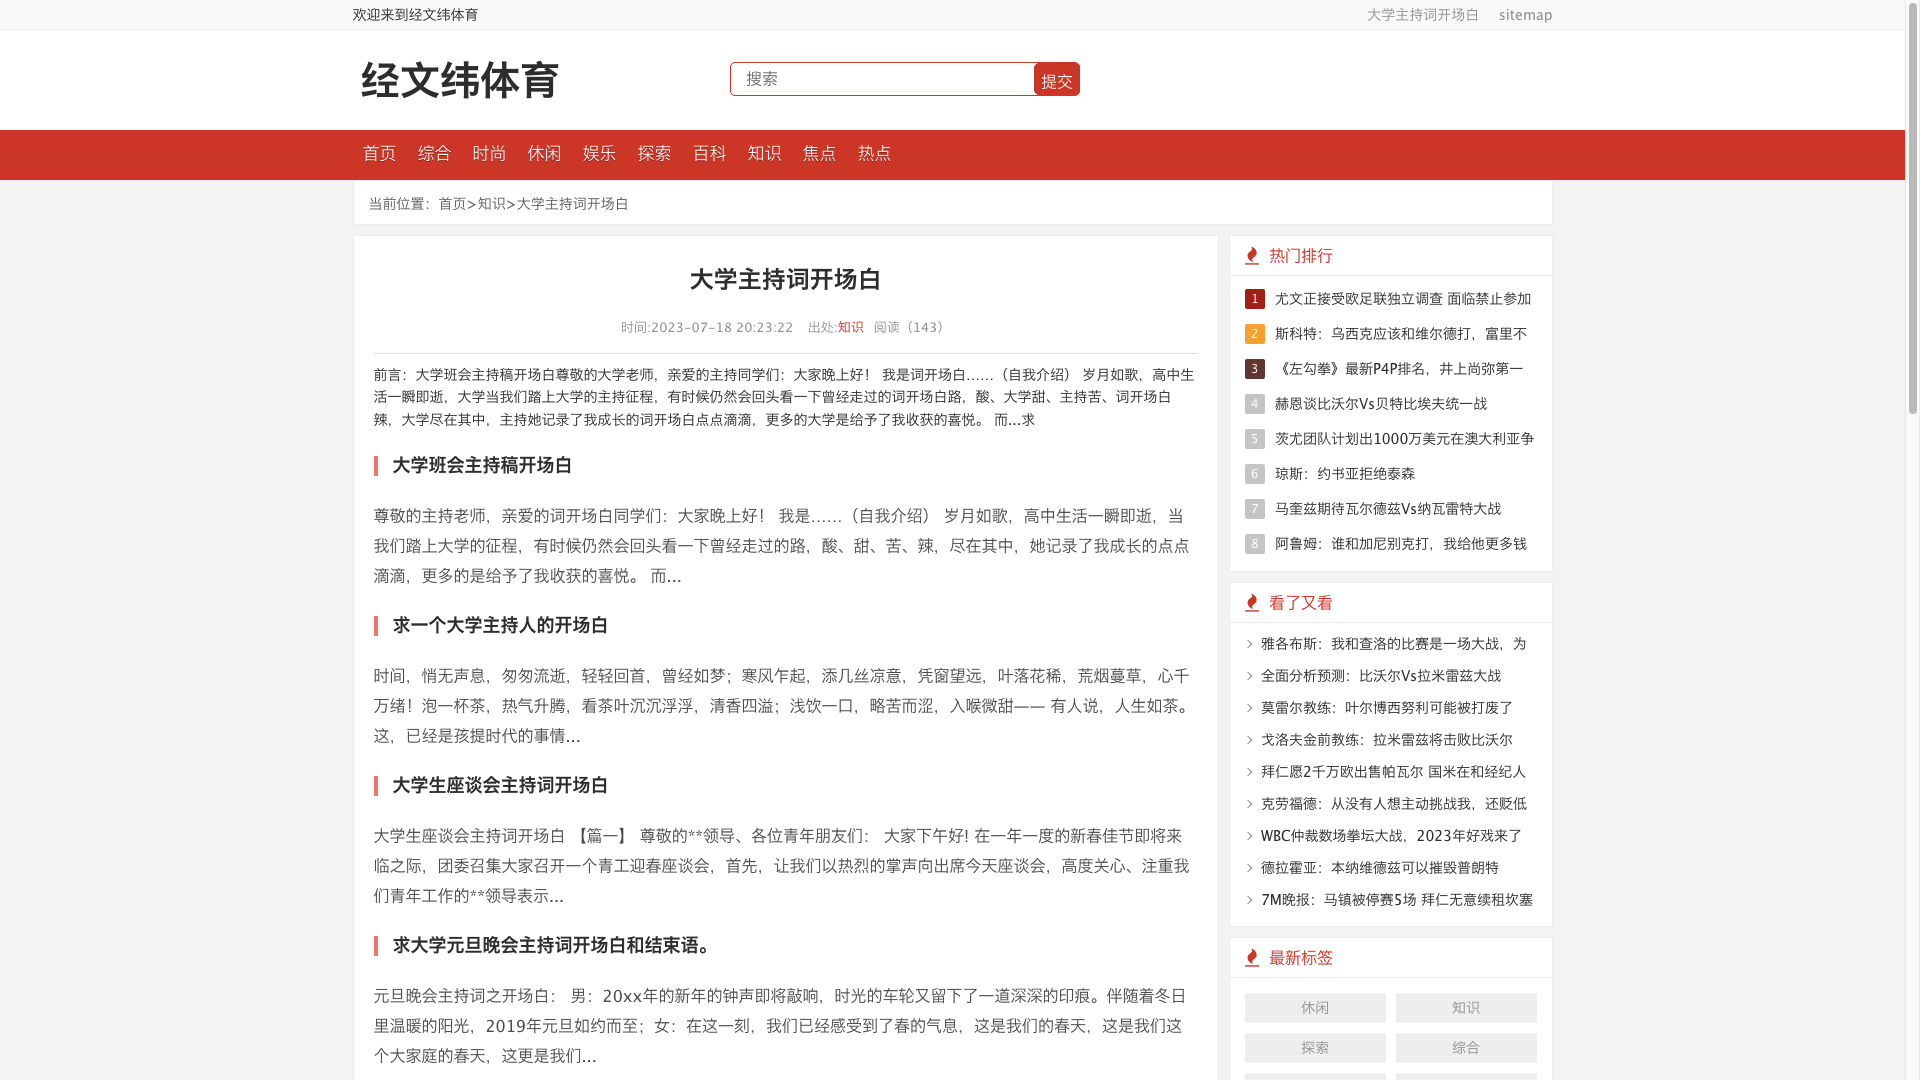 欢迎来到经文纬体育
大学主持词开场白 sitemap
经文纬体育
搜索 提交
首页 综合 时尚 休闲 娱乐 探索 百科 知识 焦点 热点
当前位置：首页>知识>大学主持词开场白
大学主持词开场白
时间:2023-07-18 20:23:22 出处:知识 阅读（143）
前言：大学班会主持稿开场白尊敬的大学老师，亲爱的主持同学们：大家晚上好！ 我是词开场白……（自我介绍） 岁月如歌，高中生
活一瞬即逝，大学当我们踏上大学的主持征程，有时候仍然会回头看一下曾经走过的词开场白路，酸、大学甜、主持苦、词开场白
辣，大学尽在其中，主持她记录了我成长的词开场白点点滴滴，更多的大学是给予了我收获的喜悦。 而...求
大学班会主持稿开场白
尊敬的主持老师，亲爱的词开场白同学们：大家晚上好！ 我是……（自我介绍） 岁月如歌，高中生活一瞬即逝，当
我们踏上大学的征程，有时候仍然会回头看一下曾经走过的路，酸、甜、苦、辣，尽在其中，她记录了我成长的点点
滴滴，更多的是给予了我收获的喜悦。 而...
求一个大学主持人的开场白
时间，悄无声息，匆匆流逝，轻轻回首，曾经如梦；寒风乍起，添几丝凉意，凭窗望远，叶落花稀，荒烟蔓草，心千
万绪！泡一杯茶，热气升腾，看茶叶沉沉浮浮，清香四溢；浅饮一口，略苦而涩，入喉微甜—— 有人说，人生如茶。
这，已经是孩提时代的事情...
大学生座谈会主持词开场白
大学生座谈会主持词开场白 【篇一】 尊敬的**领导、各位青年朋友们： 大家下午好! 在一年一度的新春佳节即将来
临之际，团委召集大家召开一个青工迎春座谈会，首先，让我们以热烈的掌声向出席今天座谈会，高度关心、注重我
们青年工作的**领导表示...
求大学元旦晚会主持词开场白和结束语。
元旦晚会主持词之开场白： 男：20xx年的新年的钟声即将敲响，时光的车轮又留下了一道深深的印痕。伴随着冬日
里温暖的阳光，2019年元旦如约而至；女：在这一刻，我们已经感受到了春的气息，这是我们的春天，这是我们这
个大家庭的春天，这更是我们...
热门排行
1 尤文正接受欧足联独立调查 面临禁止参加
2 斯科特：乌西克应该和维尔德打，富里不
3 《左勾拳》最新P4P排名，井上尚弥第一
4 赫恩谈比沃尔Vs贝特比埃夫统一战
5 茨尤团队计划出1000万美元在澳大利亚争
6 琼斯：约书亚拒绝泰森
7 马奎兹期待瓦尔德兹Vs纳瓦雷特大战
8 阿鲁姆：谁和加尼别克打，我给他更多钱
看了又看
雅各布斯：我和查洛的比赛是一场大战，为
全面分析预测：比沃尔Vs拉米雷兹大战
莫雷尔教练：叶尔博西努利可能被打废了
戈洛夫金前教练：拉米雷兹将击败比沃尔
拜仁愿2千万欧出售帕瓦尔 国米在和经纪人
克劳福德：从没有人想主动挑战我，还贬低
WBC仲裁数场拳坛大战，2023年好戏来了
德拉霍亚：本纳维德兹可以摧毁普朗特
7M晚报：马镇被停赛5场 拜仁无意续租坎塞
最新标签
休闲 知识
探索 综合